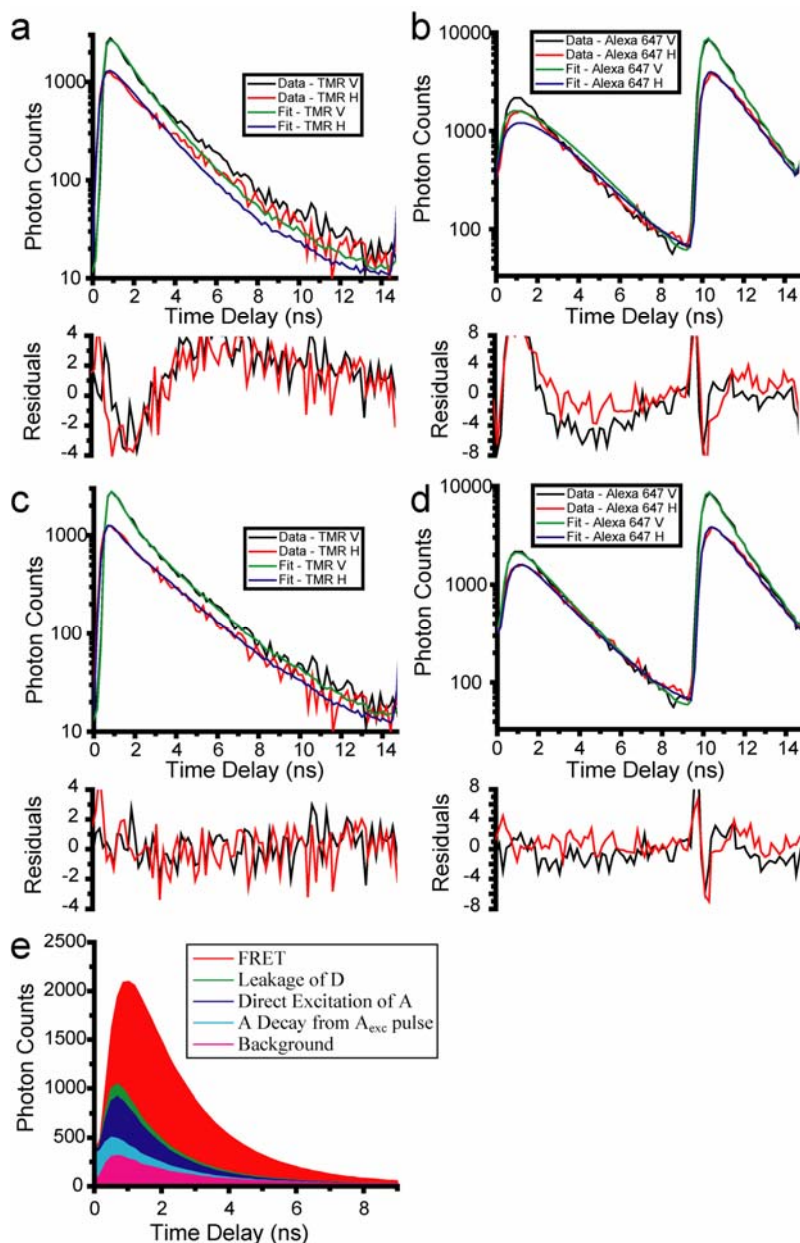 a
Photon Counts
1000
100
10
Data - TMR V
Data - TMR H
Fit - TMR V
Fit - TMR H
0 2 4 6 8 10 12 14
Time Delay (ns)
Residuals
4
2
0
-2
-4
b
Photon Counts
10000
1000
100
Data - Alexa 647 V
Data - Alexa 647 H
Fit - Alexa 647 V
Fit - Alexa 647 H
0 2 4 6 8 10 12 14
Time Delay (ns)
Residuals
8
4
0
-4
-8
c
Photon Counts
1000
100
10
Data - TMR V
Data - TMR H
Fit - TMR V
Fit - TMR H
0 2 4 6 8 10 12 14
Time Delay (ns)
Residuals
4
2
0
-2
-4
d
Photon Counts
10000
1000
100
Data - Alexa 647 V
Data - Alexa 647 H
Fit - Alexa 647 V
Fit - Alexa 647 H
0 2 4 6 8 10 12 14
Time Delay (ns)
Residuals
8
4
0
-4
-8
e
Photon Counts
2500
2000
1500
1000
500
0
FRET
Leakage of D
Direct Excitation of A
A Decay from Aexc pulse
Background
0 2 4 6 8
Time Delay (ns)